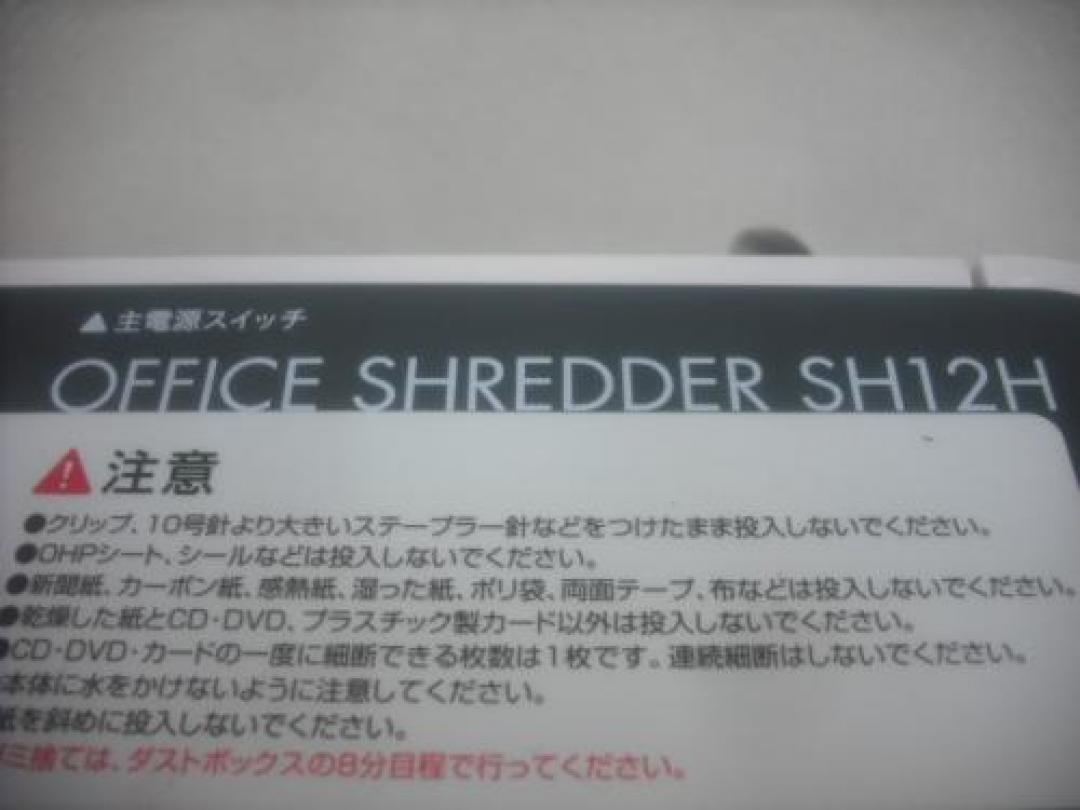 ▲主電源スイッチ
OFFICE SHREDDER SH12H
注意
●クリップ、10号針より大きいステープラー針などをつけたまま投入しないでください。
●OHPシート、シールなどは投入しないでください。
●新聞紙、カーボン紙、感熱紙、湿った紙、ポリ袋、両面テープ、布などは投入しないでください。
●乾燥した紙とCD・DVD、プラスチック製カード以外は投入しないでください。
●CD・DVD・カードの一度に細断できる枚数は1枚です。連続細断はしないでください。
本体に水をかけないように注意してください。
紙を斜めに投入しないでください。
ゴミ捨ては、ダストボックスの8分目程で行ってください。